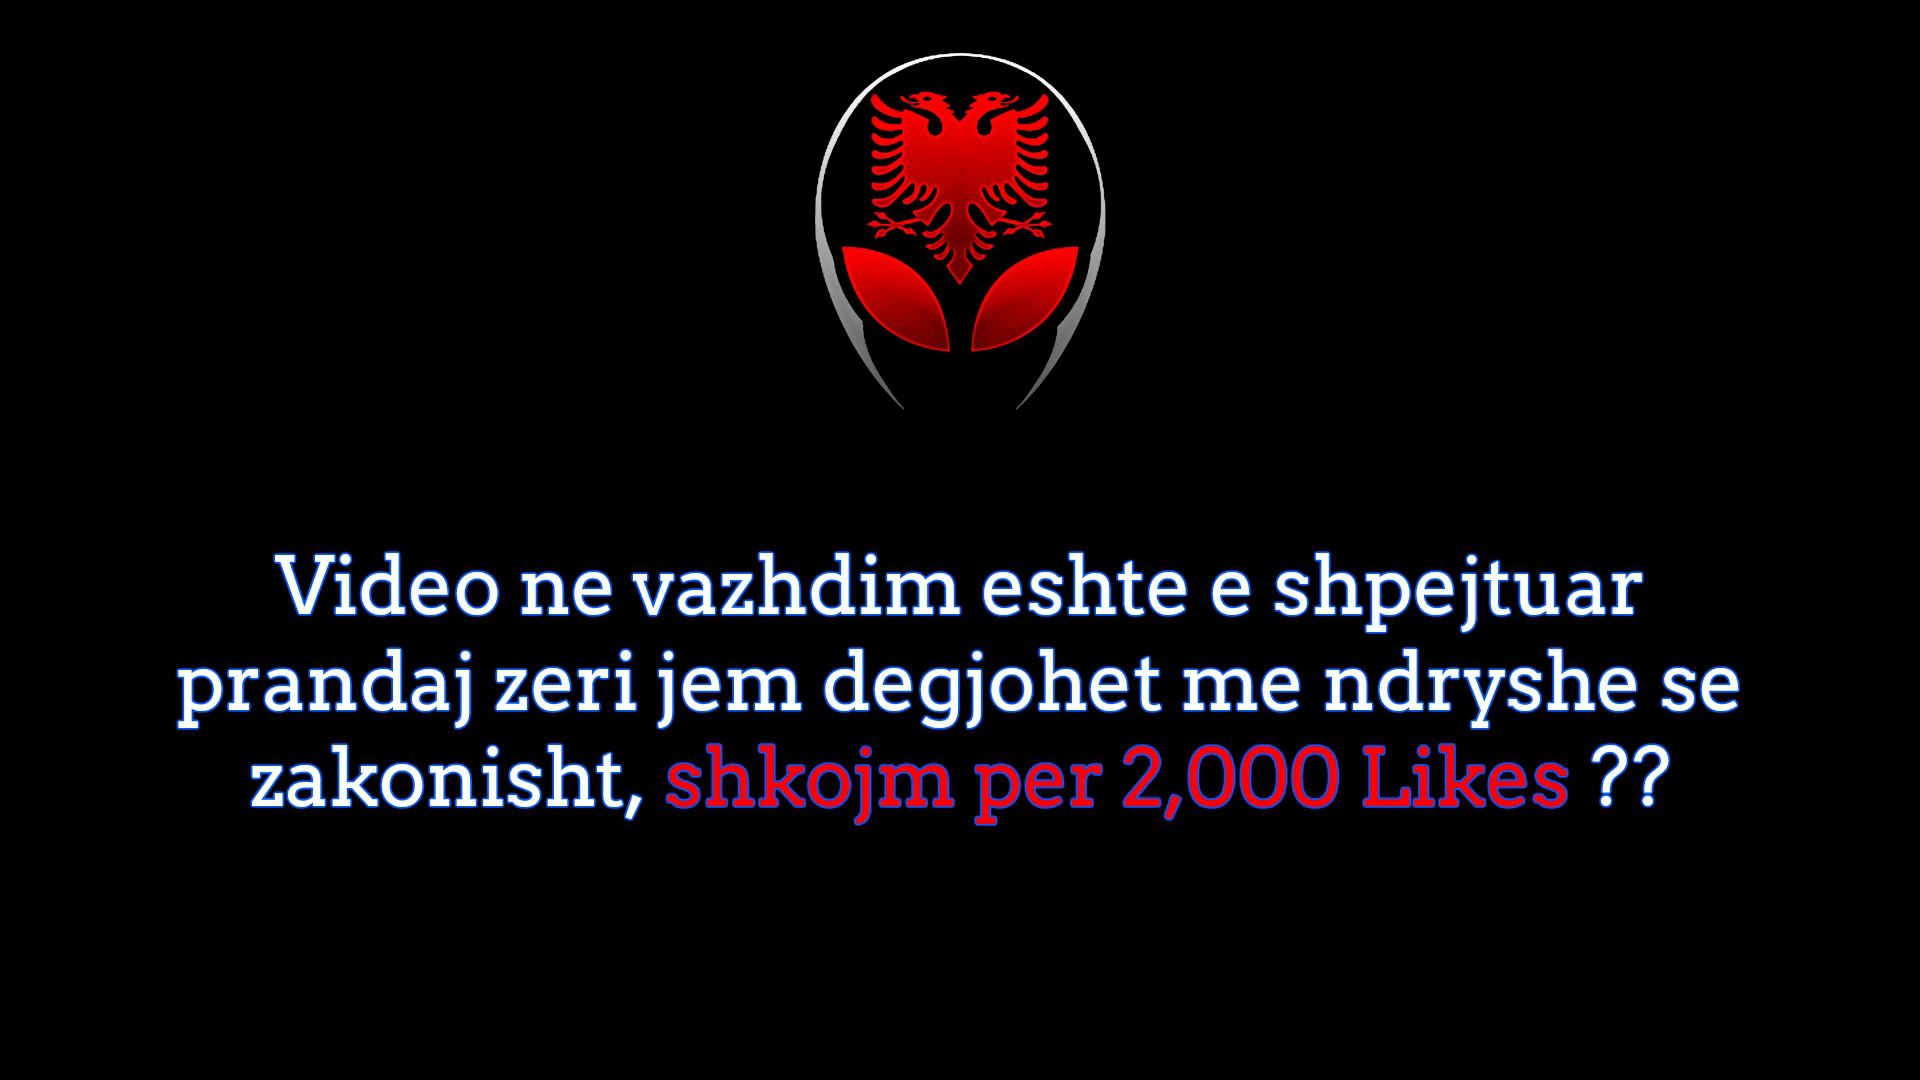 Video ne vazhdim eshte e shpejtuar
prandaj zeri jem degjohet me ndryshe se
zakonisht, shkojm per 2,000 Likes ??